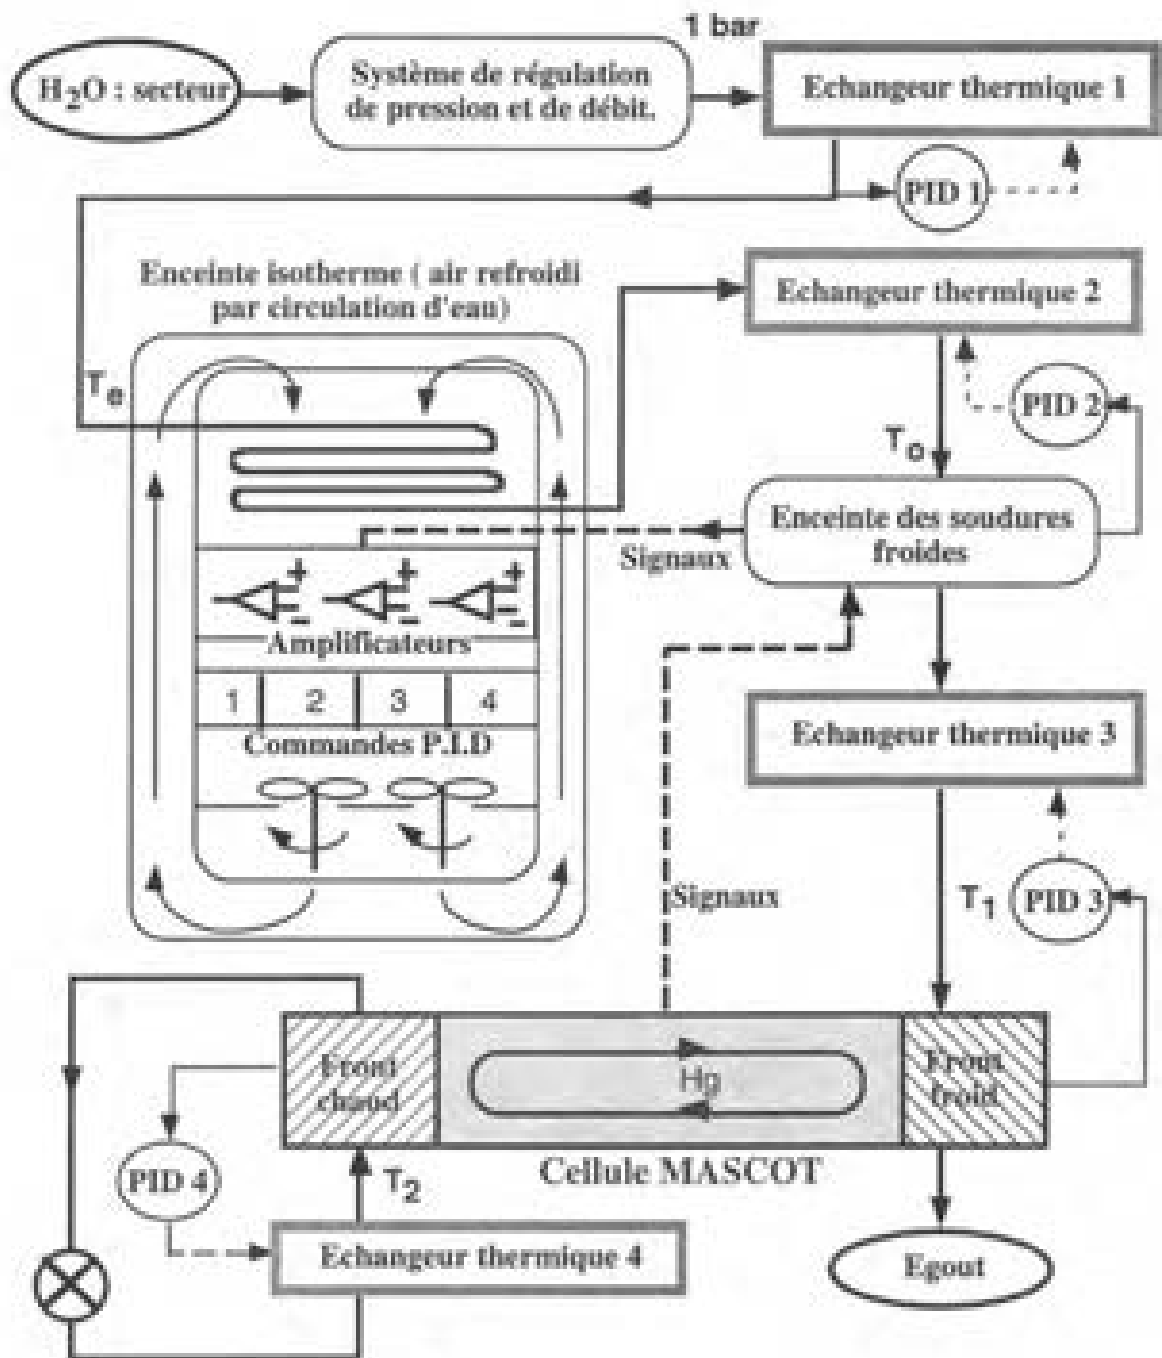 1 bar
H2O : secteur
Système de régulation
de pression et de débit.
Echangeur thermique 1
PID 1
Enceinte isotherme ( air refroidi
par circulation d'eau)
Echangeur thermique 2
Te
PID 2
To
Enceinte des soudures
froides
Signaux
+ + +
- - -
Amplificateurs
1 2 3 4
Commandes P.I.D
Echangeur thermique 3
Signaux
T1
PID 3
Front
chaud
Hg
Front
froid
Cellule MASCOT
PID 4
T2
Echangeur thermique 4
Egout